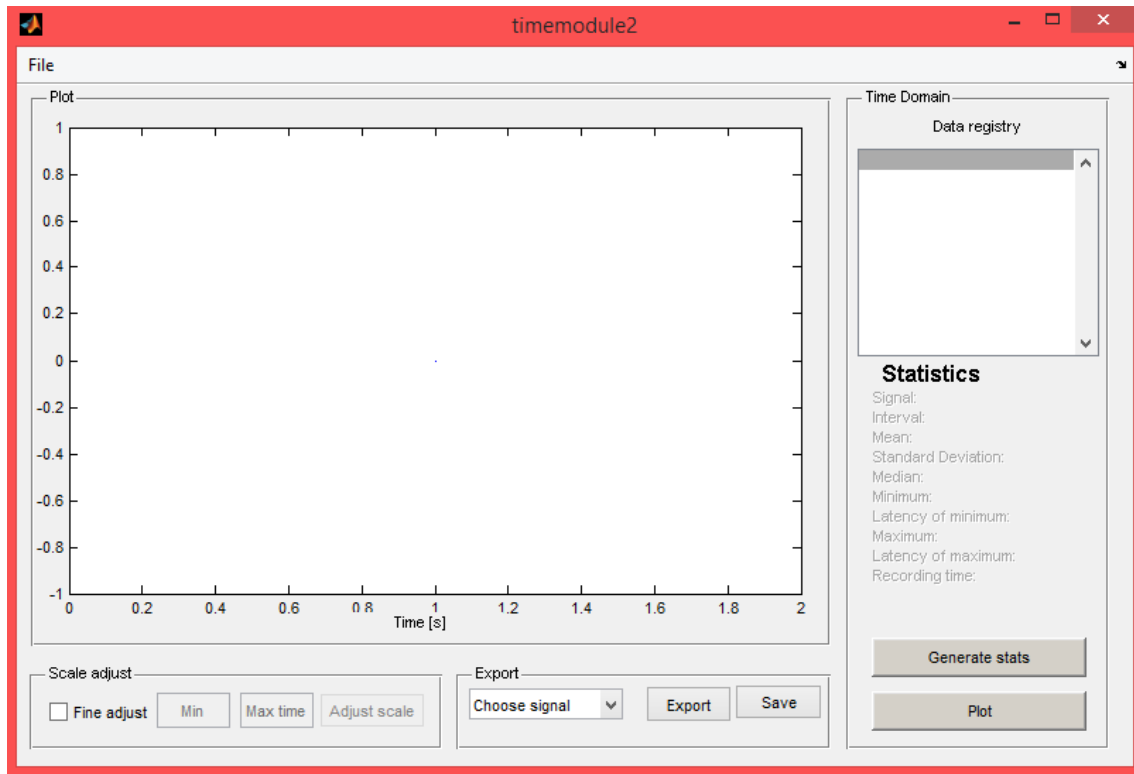 timemodule2
File
Plot
1
0.8
0.6
0.4
0.2
0
-0.2
-0.4
-0.6
-0.8
-1
0 0.2 0.4 0.6 0.8 1 1.2 1.4 1.6 1.8 2
Time [s]
Scale adjust
Fine adjust Min Max time Adjust scale
Export
Choose signal Export Save
Time Domain
Data registry
Statistics
Signal:
Interval:
Mean:
Standard Deviation:
Median:
Minimum:
Latency of minimum:
Maximum:
Latency of maximum:
Recording time:
Generate stats
Plot